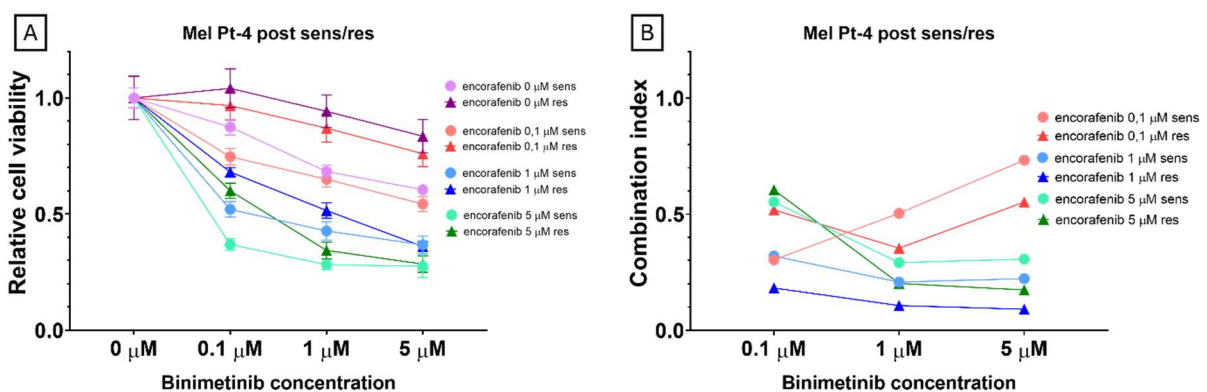 A
Mel Pt-4 post sens/res
Relative cell viability
1.0
0.5
0.0
0 μM
0.1 μM
1 μM
5 μM
Binimetinib concentration
encorafenib 0 μM sens
encorafenib 0 μM res
encorafenib 0,1 μM sens
encorafenib 0,1 μM res
encorafenib 1 μM sens
encorafenib 1 μM res
encorafenib 5 μM sens
encorafenib 5 μM res
B
Mel Pt-4 post sens/res
Combination index
1.0
0.5
0.0
0.1 μM
1 μM
5 μM
Binimetinib concentration
encorafenib 0,1 μM sens
encorafenib 0,1 μM res
encorafenib 1 μM sens
encorafenib 1 μM res
encorafenib 5 μM sens
encorafenib 5 μM res